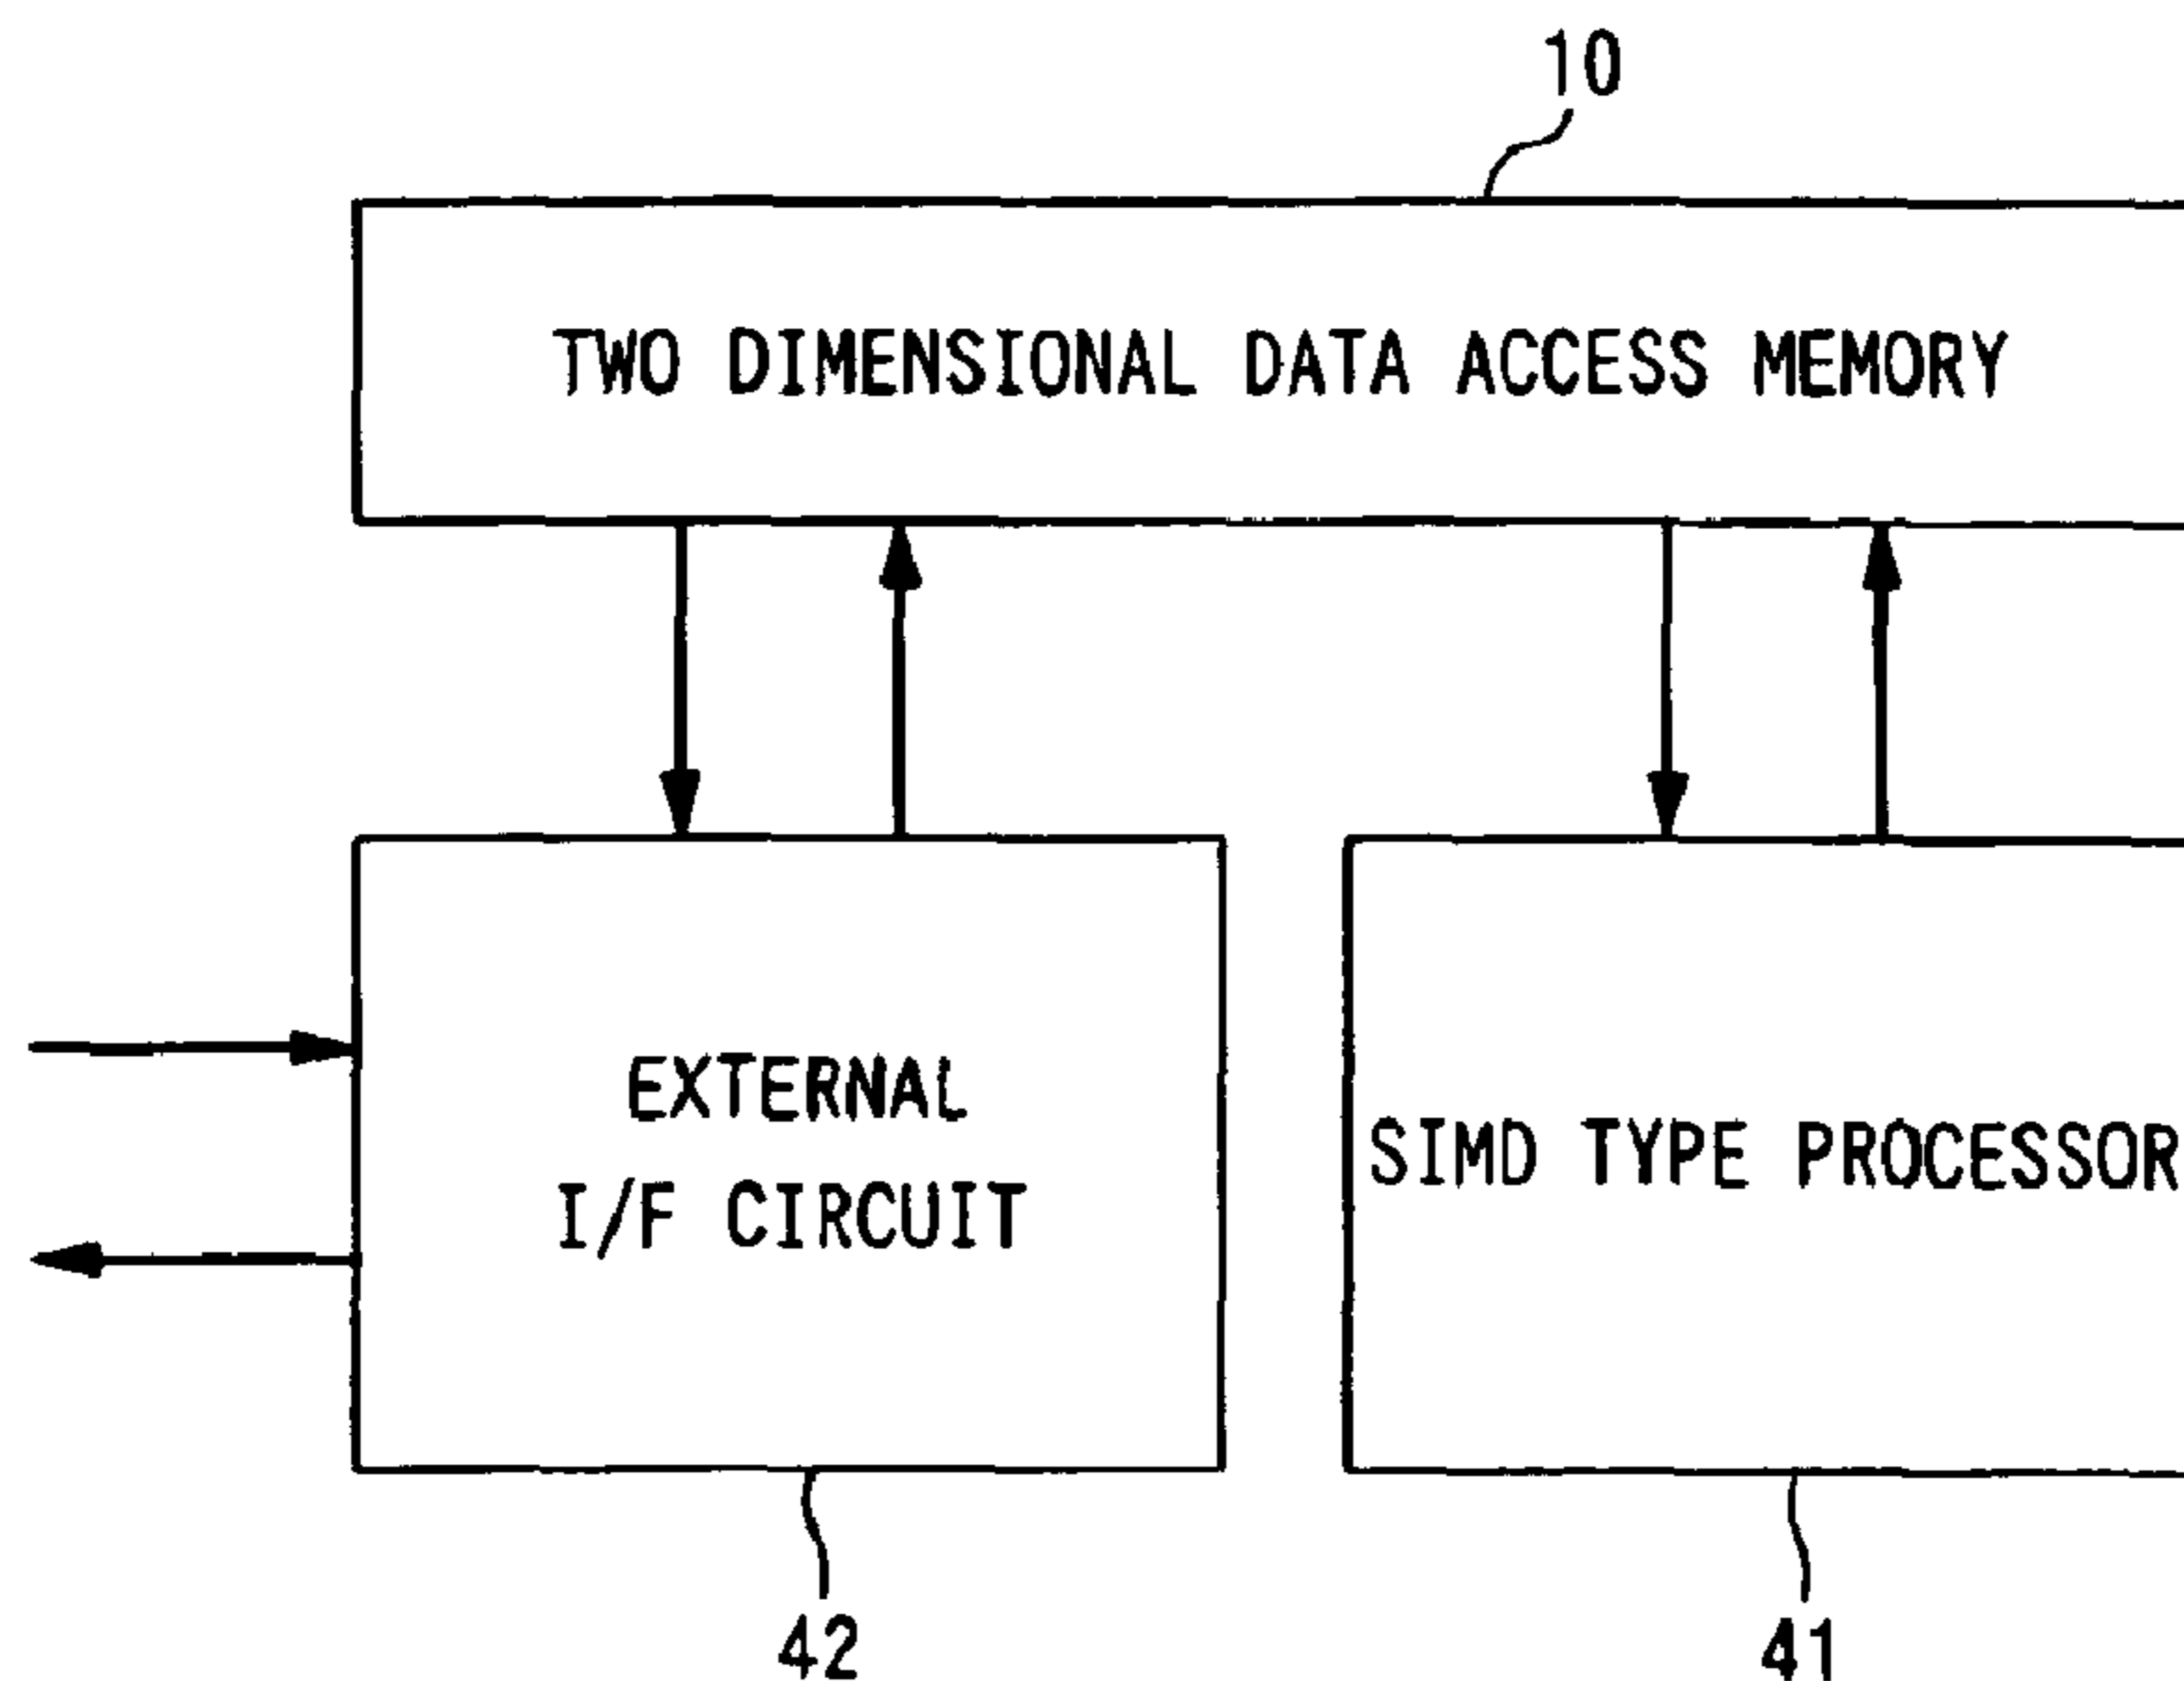 10
TWO DIMENSIONAL DATA ACCESS MEMORY
EXTERNAL
I/F CIRCUIT
SIMD TYPE PROCESSOR
42
41